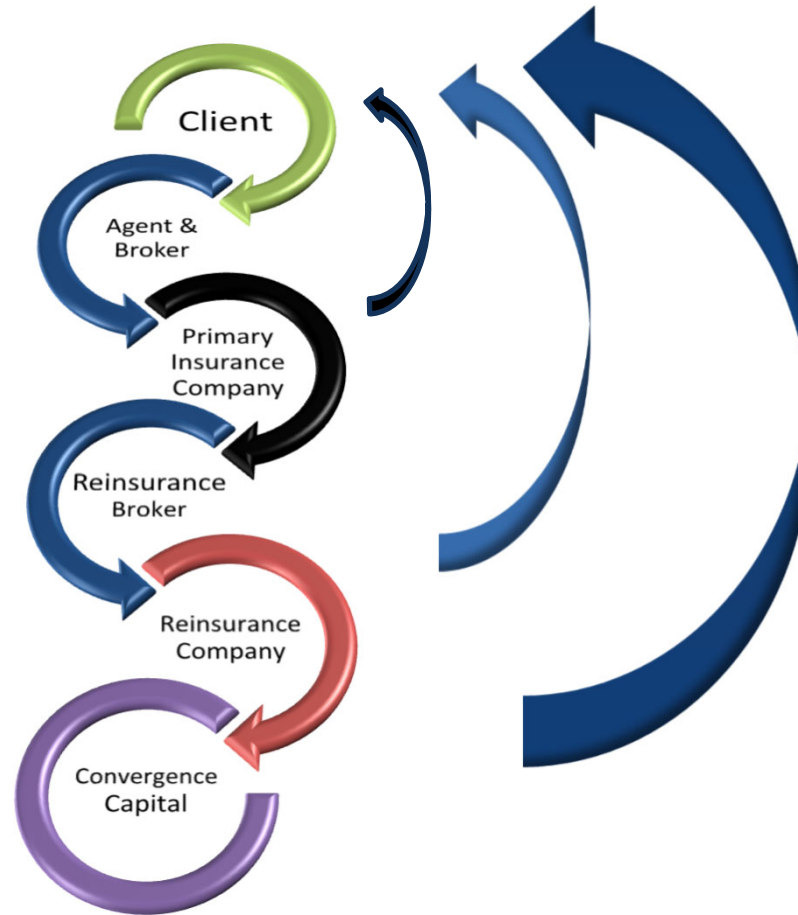 Client
Agent &
Broker
Primary
Insurance
Company
Reinsurance
Broker
Reinsurance
Company
Convergence
Capital